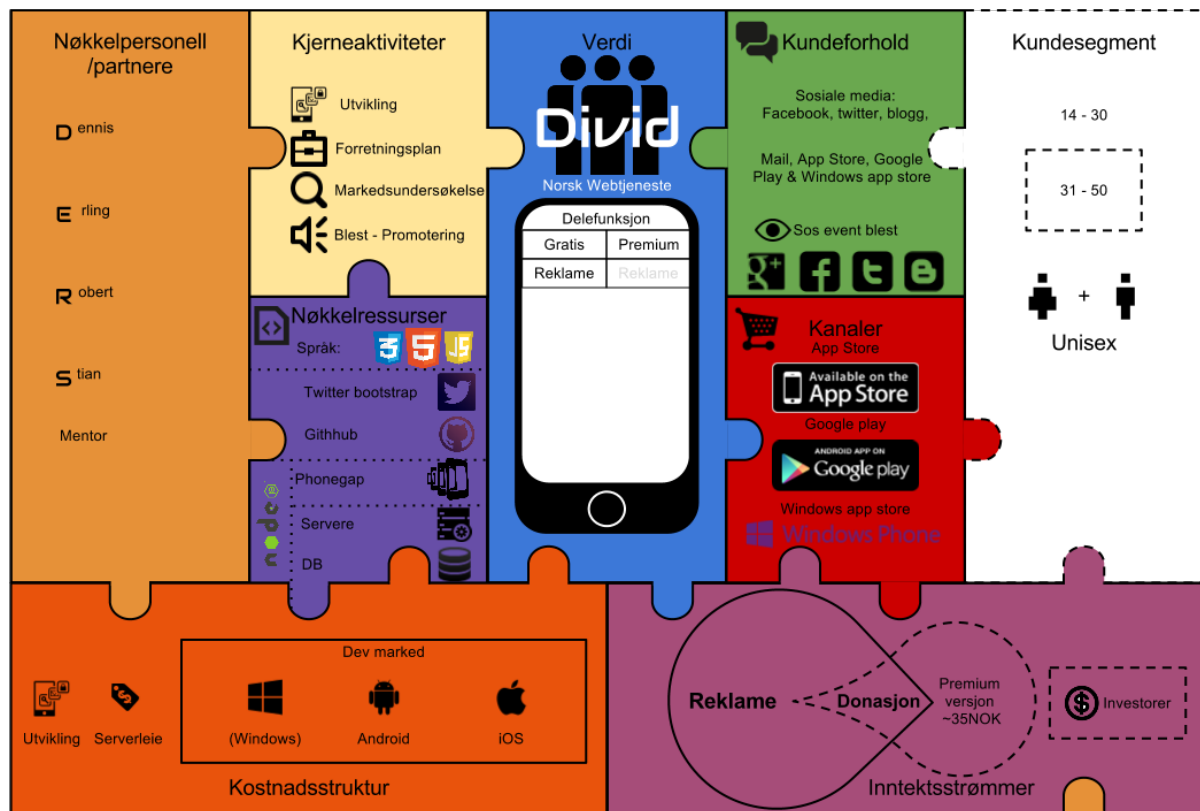 Nøkkelpersonell
/partnere
Dennis
Erling
Robert
Stian
Mentor
Kjerneaktiviteter
Utvikling
Forretningsplan
Markedsundersøkelse
Blest - Promotering
Nøkkelressurser
Språk:
3 5 JS
Twitter bootstrap
Githhub
Phonegap
Servere
DB
Verdi
Divid
Norsk Webtjeneste
Delefunksjon
Gratis Premium
Reklame Reklame
Kundeforhold
Sosiale media:
Facebook, twitter, blogg,
Mail, App Store, Google
Play & Windows app store
Sos event blest
Kanaler
App Store
Available on the
App Store
Google play
ANDROID APP ON
Google play
Windows app store
Windows Phone
Kundesegment
14 - 30
31 - 50
+
Unisex
Dev marked
Utvikling
Serverleie
(Windows)
Android
iOS
Kostnadsstruktur
Reklame
Donasjon
Premium
versjon
~35NOK
Investorer
Inntektsstrømmer